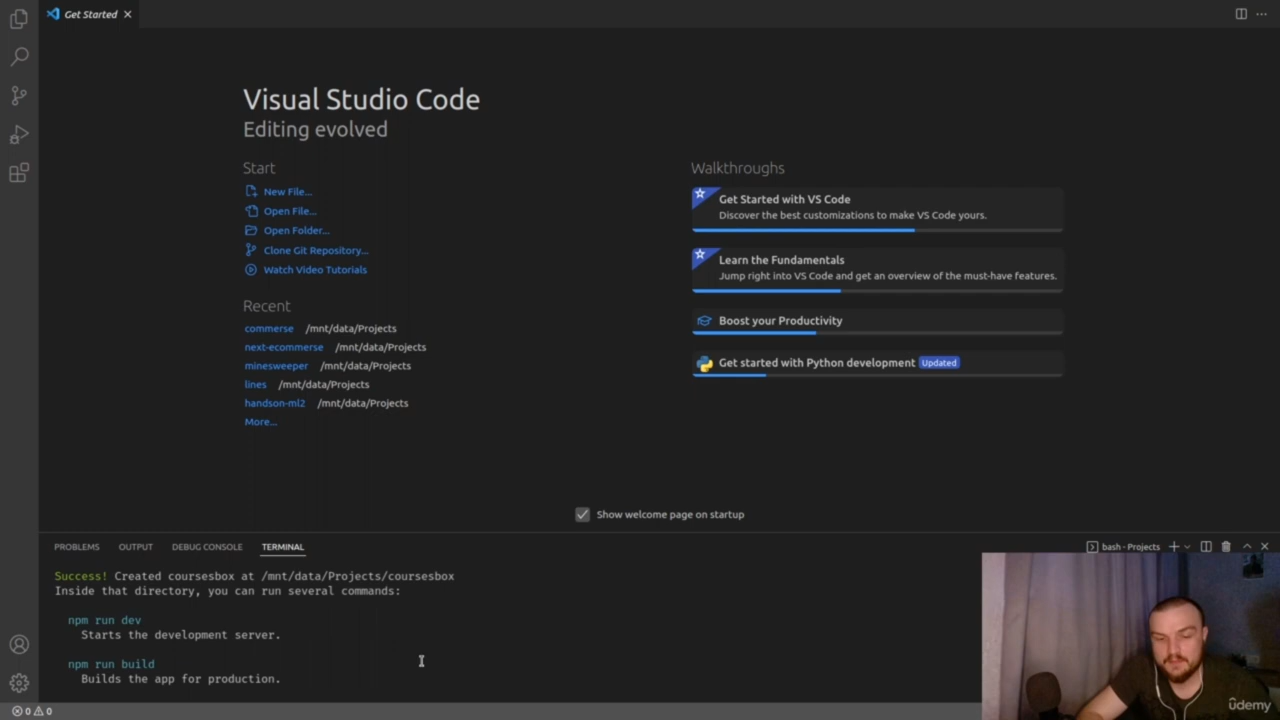 Get Started
Visual Studio Code
Editing evolved
Start
New File...
Open File...
Open Folder...
Clone Git Repository...
Watch Video Tutorials
Recent
commerse /mnt/data/Projects
next-ecommerse /mnt/data/Projects
minesweeper /mnt/data/Projects
lines /mnt/data/Projects
handson-ml2 /mnt/data/Projects
More...
Walkthroughs
Get Started with VS Code
Discover the best customizations to make VS Code yours.
Learn the Fundamentals
Jump right into VS Code and get an overview of the must-have features.
Boost your Productivity
Get started with Python development Updated
Show welcome page on startup
PROBLEMS OUTPUT DEBUG CONSOLE TERMINAL
bash - Projects
Success! Created coursesbox at /mnt/data/Projects/coursesbox
Inside that directory, you can run several commands:
npm run dev
Starts the development server.
npm run build
Builds the app for production.
0 0
udemy